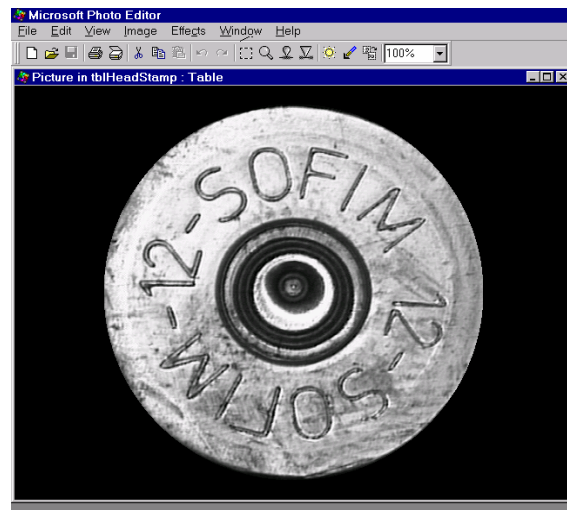 Microsoft Photo Editor
File Edit View Image Effects Window Help
100%
Picture in tblHeadStamp : Table
12-SOFIM 12-SOFIM-